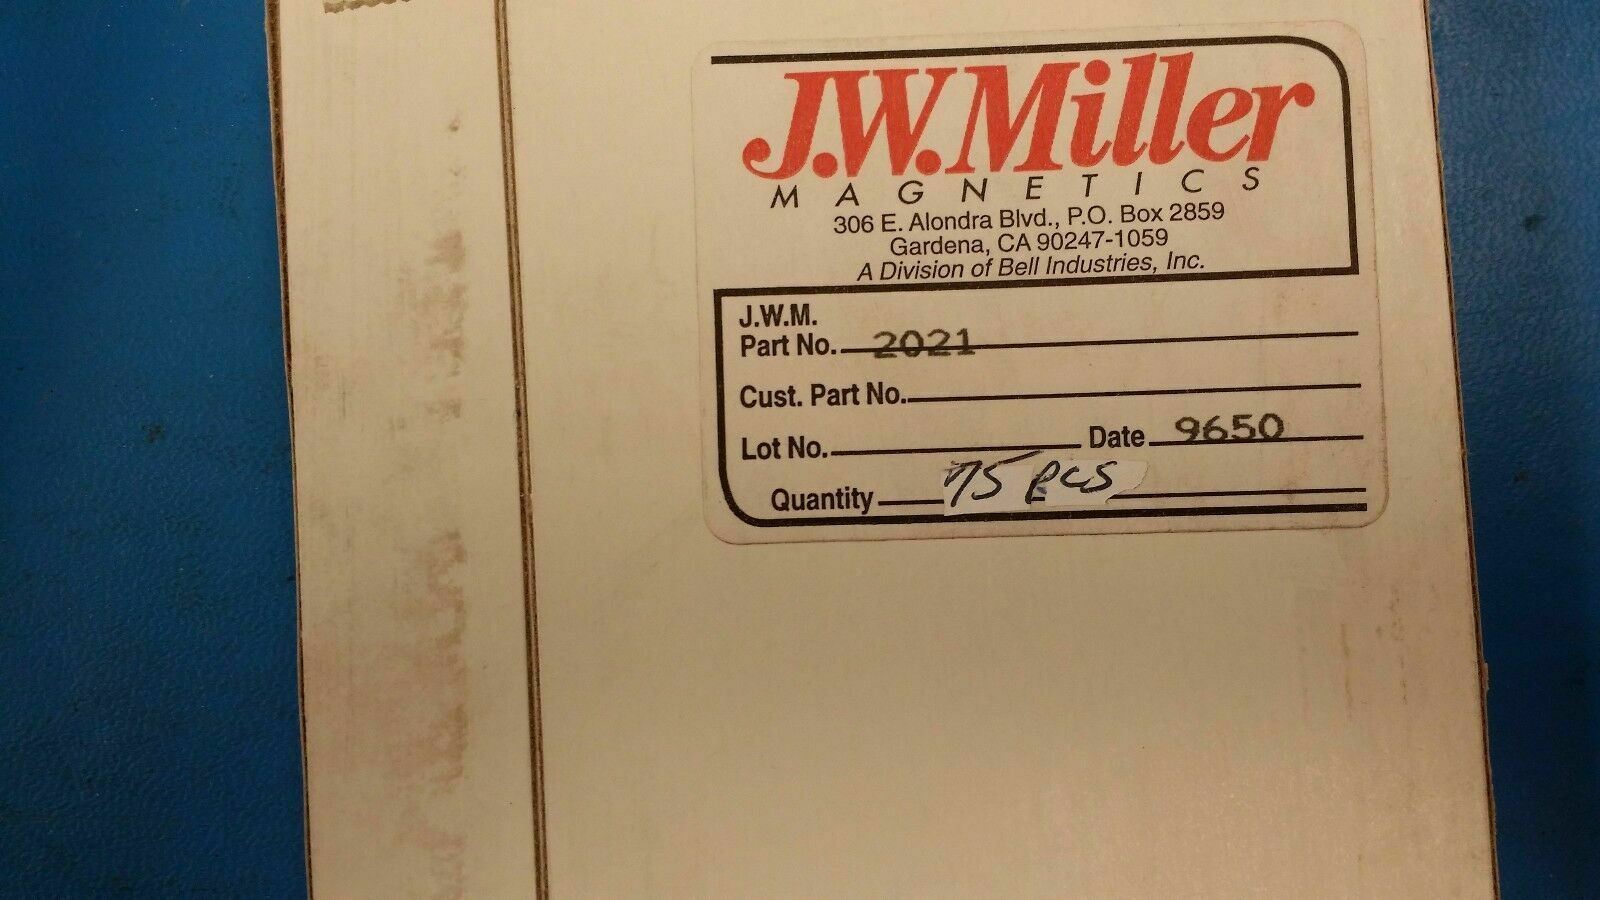 J.W.Miller
MAGNETICS
306 E. Alondra Blvd., P.O. Box 2859
Gardena, CA 90247-1059
A Division of Bell Industries, Inc.
J.W.M.
Part No. 2021
Cust. Part No.
Lot No. Date 9650
Quantity 75 PCS